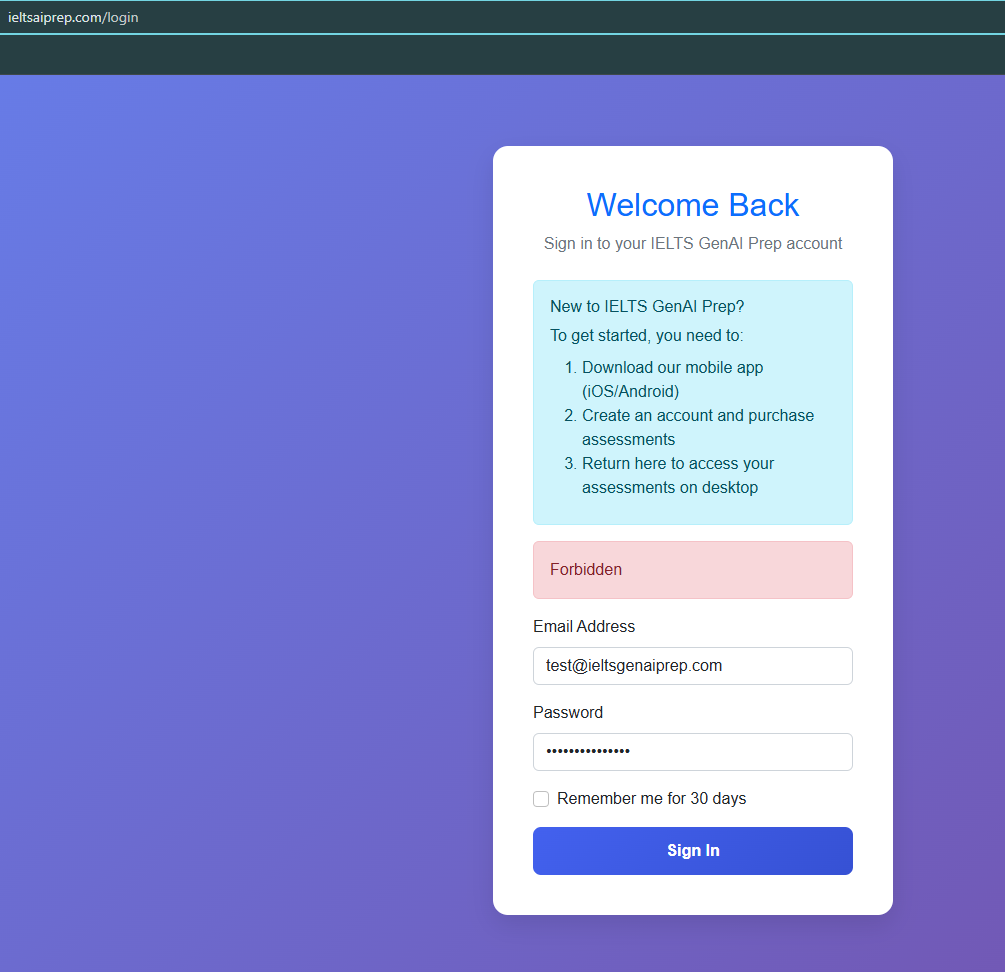 ieltsaiprep.com/login
Welcome Back
Sign in to your IELTS GenAI Prep account
New to IELTS GenAI Prep?
To get started, you need to:
1. Download our mobile app
(iOS/Android)
2. Create an account and purchase
assessments
3. Return here to access your
assessments on desktop
Forbidden
Email Address
test@ieltsgenaiprep.com
Password
•••••••••••••••
Remember me for 30 days
Sign In